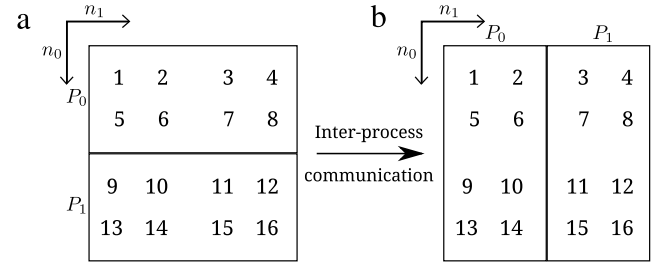 a
n₁
n₀
P₀
1 2 3 4
5 6 7 8
P₁
9 10 11 12
13 14 15 16
Inter-process
communication
b
n₁
n₀
P₀ P₁
1 2 3 4
5 6 7 8
9 10 11 12
13 14 15 16